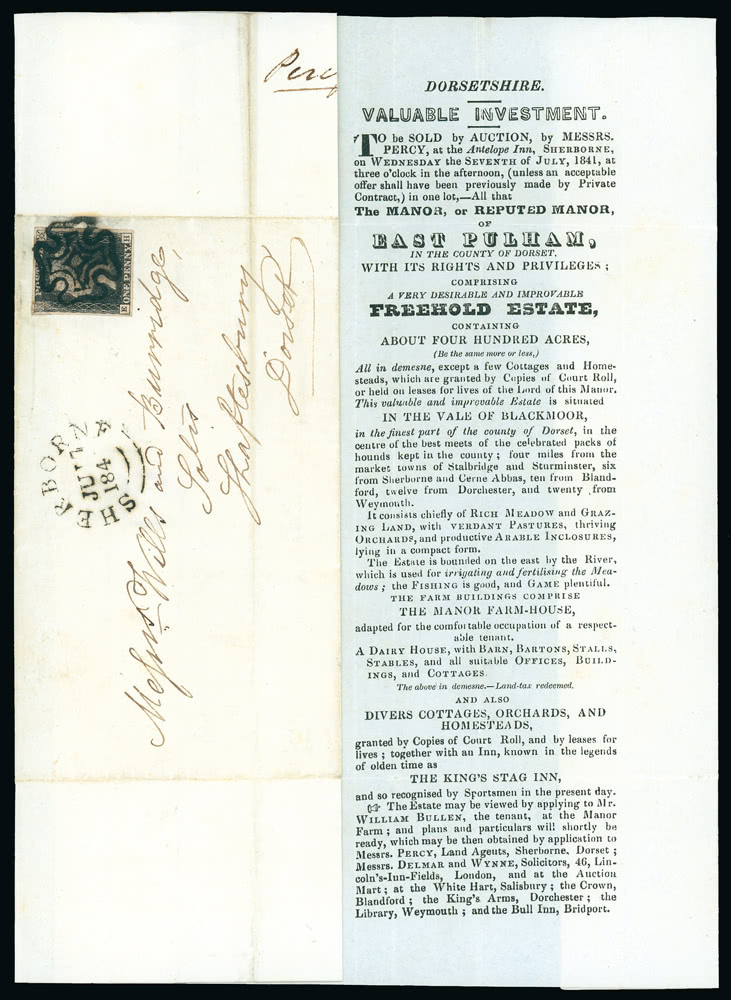 Messrs Wills and Burridge,
Solrs
Shaftesbury
Dorset
SHERBORNE
JU 7
184
E
ONE PENNY
H
DORSETSHIRE.
VALUABLE INVESTMENT.
TO be SOLD by AUCTION, by MESSRS.
PERCY, at the Antelope Inn, SHERBORNE,
on WEDNESDAY the SEVENTH of JULY, 1841, at
three o'clock in the afternoon, (unless an acceptable
offer shall have been previously made by Private
Contract,) in one lot,—All that
The MANOR, or REPUTED MANOR,
OF
EAST PULHAM,
IN THE COUNTY OF DORSET.
WITH ITS RIGHTS AND PRIVILEGES;
COMPRISING
A VERY DESIRABLE AND IMPROVABLE
FREEHOLD ESTATE,
CONTAINING
ABOUT FOUR HUNDRED ACRES,
(Be the same more or less,)
All in demesne, except a few Cottages and Home-
steads, which are granted by Copies of Court Roll,
or held on leases for lives of the Lord of this Manor.
This valuable and improvable Estate is situated
IN THE VALE OF BLACKMOOR,
in the finest part of the county of Dorset, in the
centre of the best meets of the celebrated packs of
hounds kept in the county; four miles from the
market towns of Stalbridge and Sturminster, six
from Sherborne and Cerne Abbas, ten from Bland-
ford, twelve from Dorchester, and twenty from
Weymouth.
It consists chiefly of RICH MEADOW and GRAZ-
ING LAND, with VERDANT PASTURES, thriving
ORCHARDS, and productive ARABLE INCLOSURES,
lying in a compact form.
The Estate is bounded on the east by the River,
which is used for irrigating and fertilising the Mea-
dows; the FISHING is good, and GAME plentiful.
THE FARM BUILDINGS COMPRISE
THE MANOR FARM-HOUSE,
adapted for the comfortable occupation of a respect-
able tenant.
A DAIRY HOUSE, with BARN, BARTONS, STALLS,
STABLES, and all suitable OFFICES, BUILD-
INGS, and COTTAGES.
The above in demesne.—Land-tax redeemed.
AND ALSO
DIVERS COTTAGES, ORCHARDS, AND
HOMESTEADS,
granted by Copies of Court Roll, and by leases for
lives; together with an Inn, known in the legends
of olden time as
THE KING'S STAG INN,
and so recognised by Sportsmen in the present day.
☞ The Estate may be viewed by applying to Mr.
WILLIAM BULLEN, the tenant, at the Manor
Farm; and plans and particulars will shortly be
ready, which may be then obtained by application to
Messrs. PERCY, Land Agents, Sherborne, Dorset;
Messrs. DELMAR and WYNNE, Solicitors, 46, Lin-
coln's-Inn-Fields, London, and at the Auction
Mart; at the White Hart, Salisbury; the Crown,
Blandford; the King's Arms, Dorchester; the
Library, Weymouth; and the Bull Inn, Bridport.